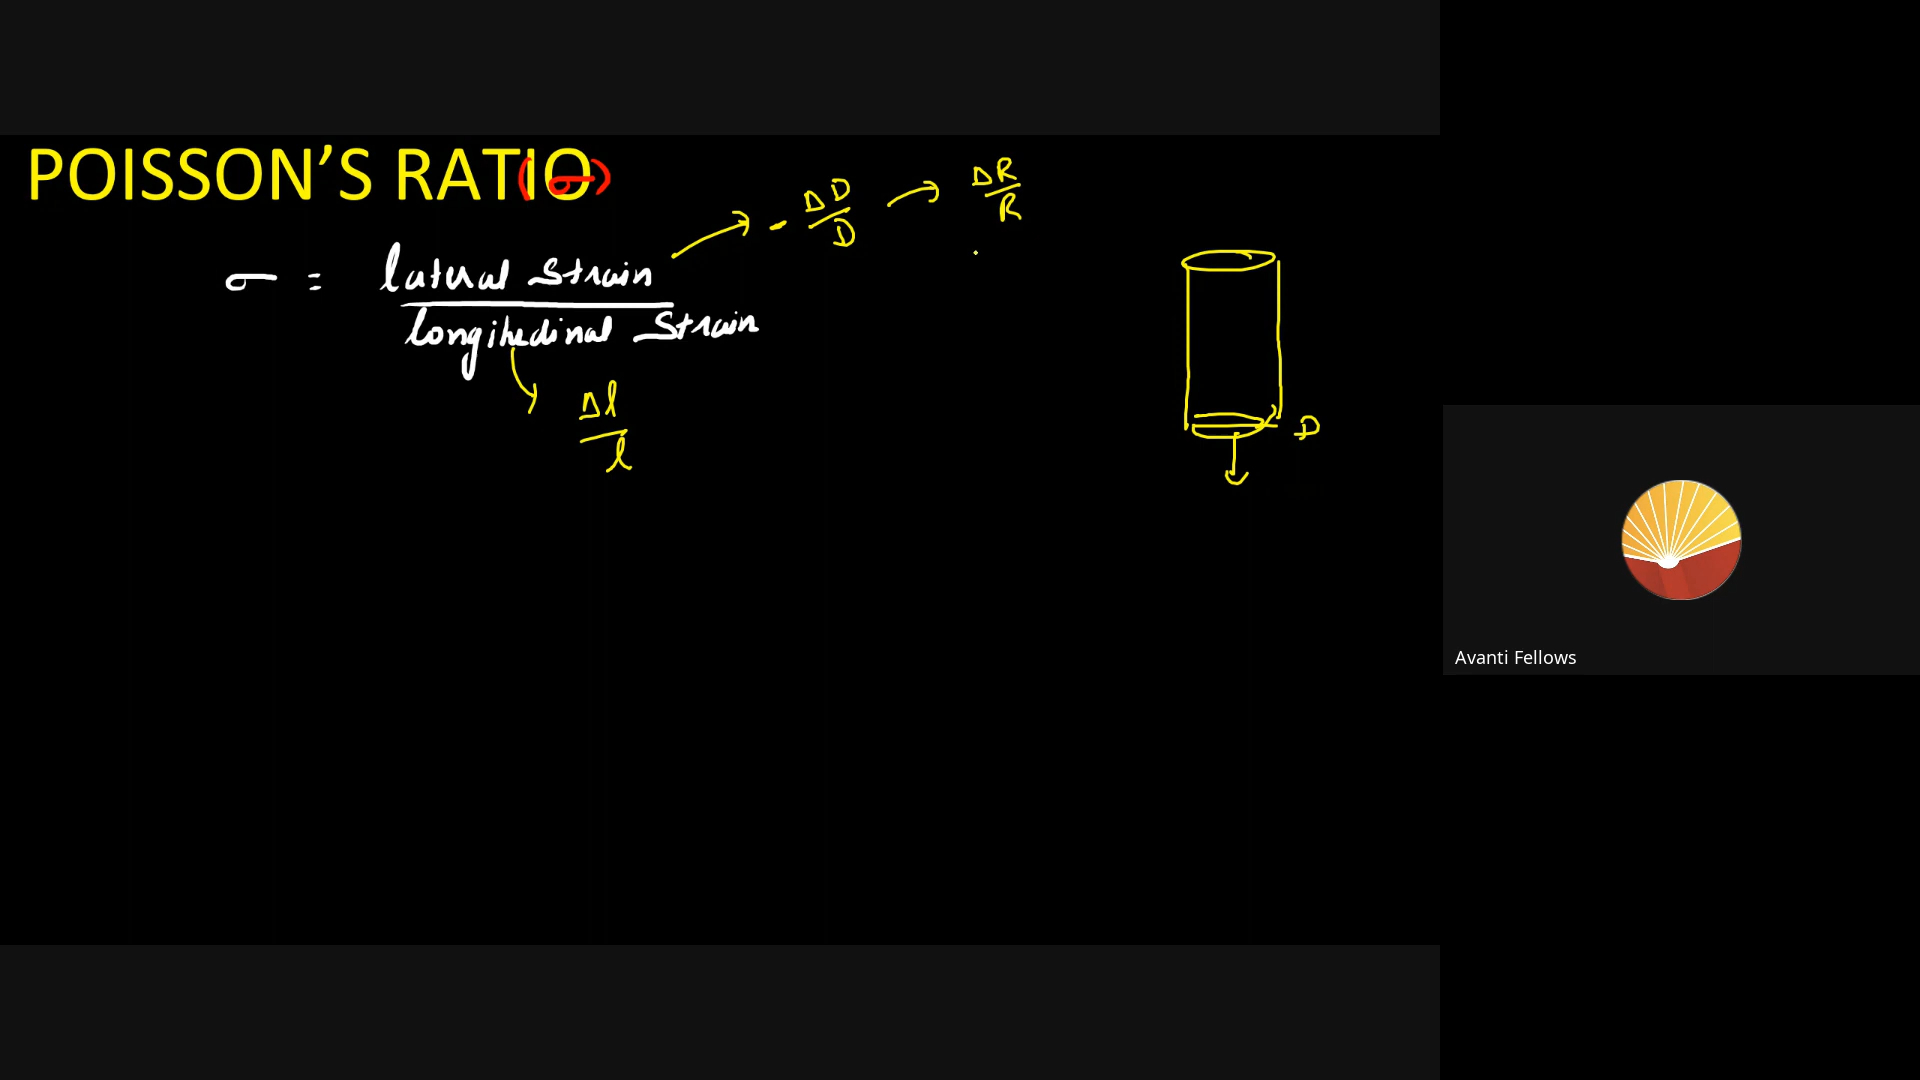 POISSON’S RATIO (σ)
σ = lateral strain / longitudinal strain
- ΔD/D → ΔR/R
Δl/l
D
Avanti Fellows